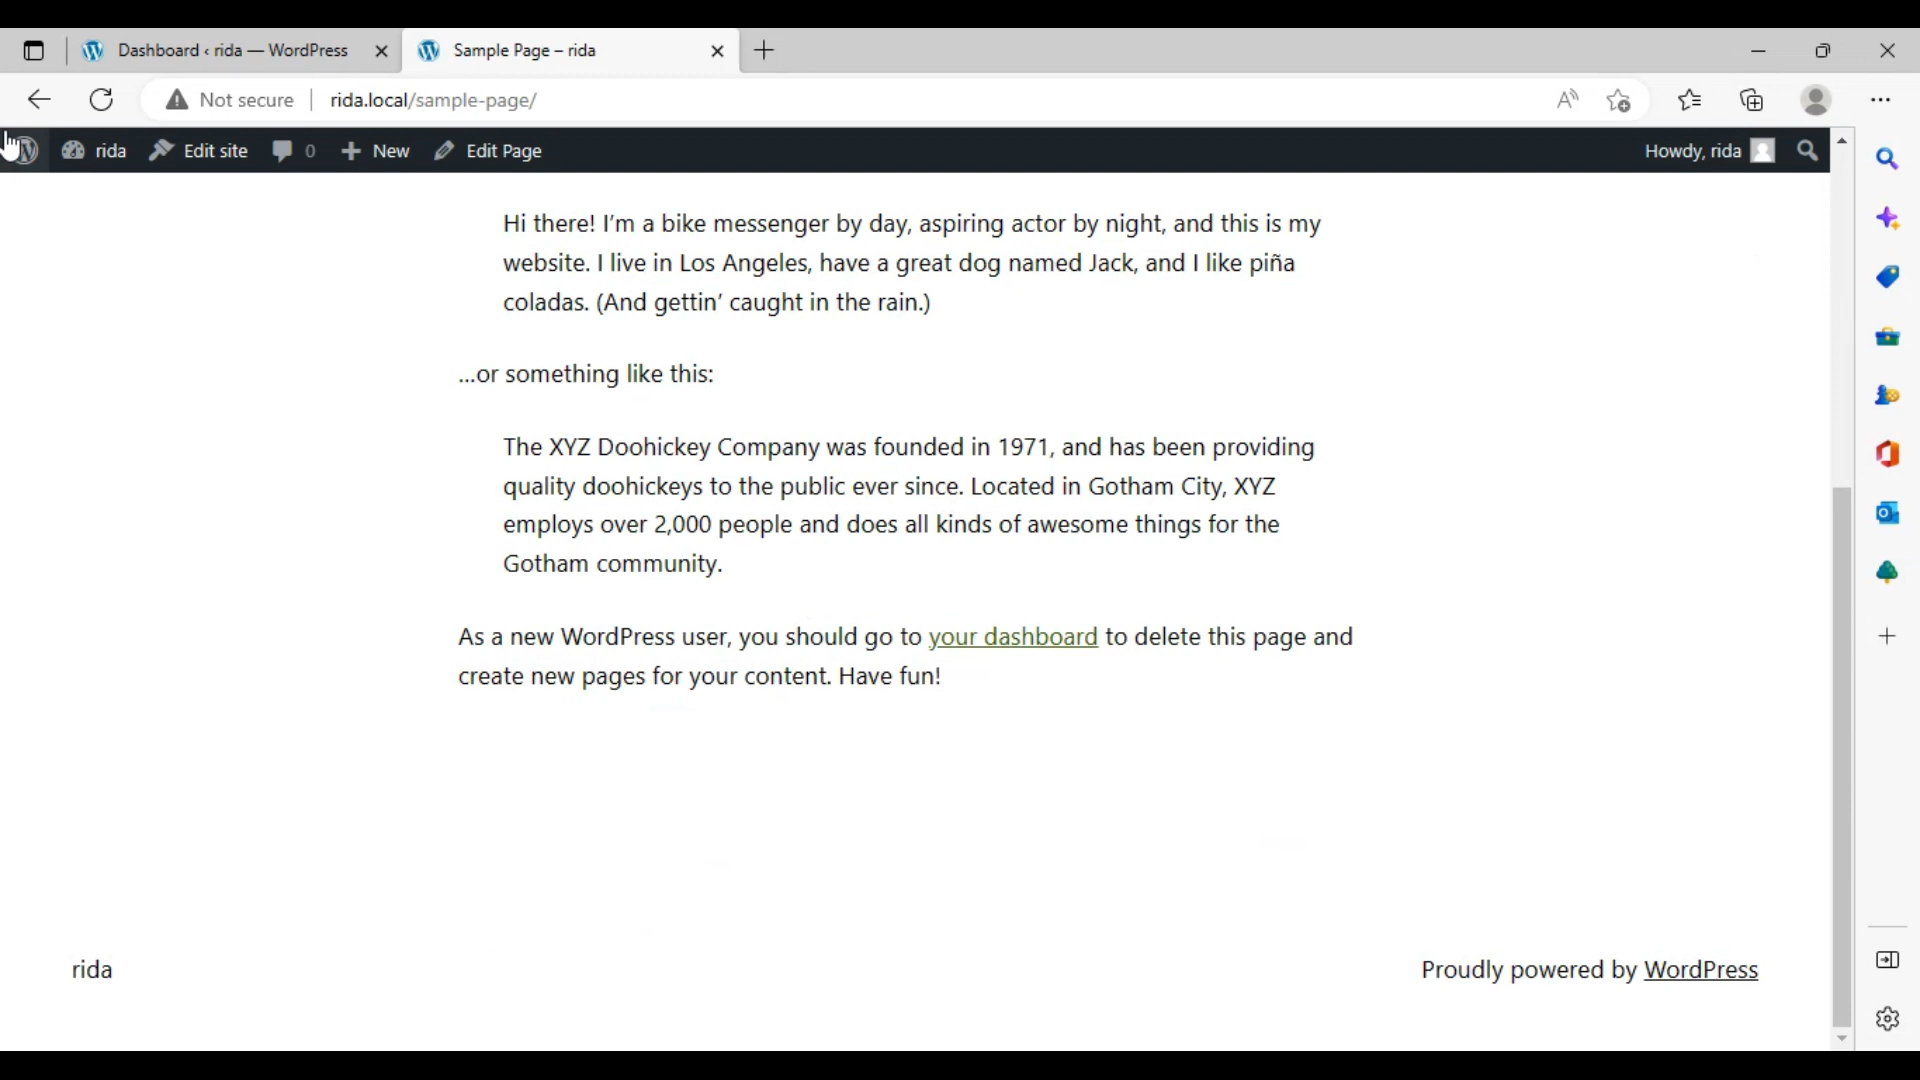 Dashboard ‹ rida — WordPress
Sample Page – rida
Not secure
rida.local/sample-page/
rida
Edit site
0
New
Edit Page
Howdy, rida
Hi there! I'm a bike messenger by day, aspiring actor by night, and this is my
website. I live in Los Angeles, have a great dog named Jack, and I like piña
coladas. (And gettin’ caught in the rain.)
…or something like this:
The XYZ Doohickey Company was founded in 1971, and has been providing
quality doohickeys to the public ever since. Located in Gotham City, XYZ
employs over 2,000 people and does all kinds of awesome things for the
Gotham community.
As a new WordPress user, you should go to your dashboard to delete this page and
create new pages for your content. Have fun!
rida
Proudly powered by WordPress